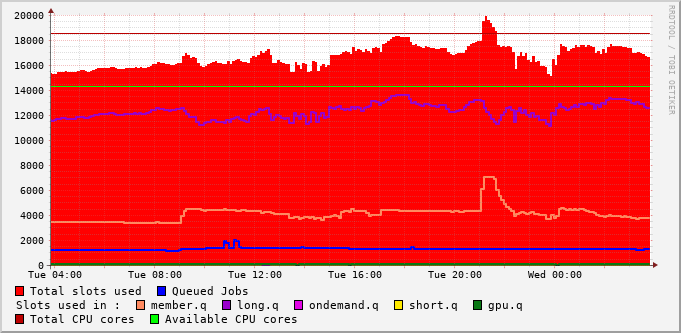 20000
18000
16000
14000
12000
10000
8000
6000
4000
2000
0
Tue 04:00 Tue 08:00 Tue 12:00 Tue 16:00 Tue 20:00 Wed 00:00
Total slots used Queued Jobs
Slots used in : member.q long.q ondemand.q short.q gpu.q
Total CPU cores Available CPU cores
RRDTOOL / TOBI OETIKER